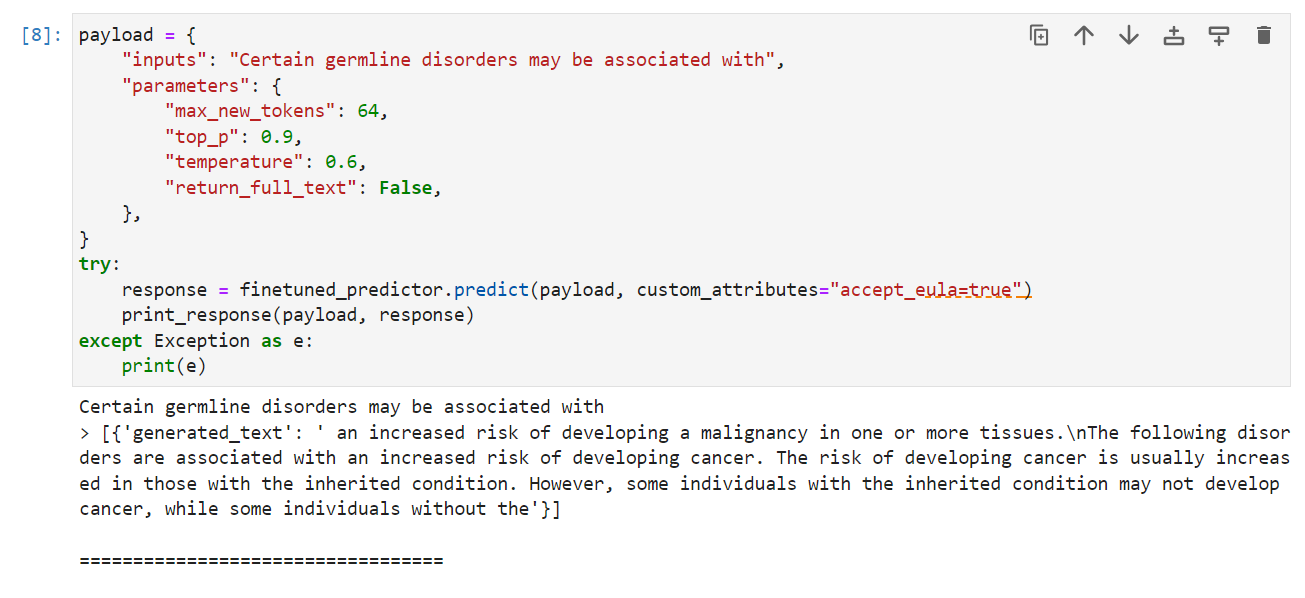 [8]:
payload = {
    "inputs": "Certain germline disorders may be associated with",
    "parameters": {
        "max_new_tokens": 64,
        "top_p": 0.9,
        "temperature": 0.6,
        "return_full_text": False,
    },
}
try:
    response = finetuned_predictor.predict(payload, custom_attributes="accept_eula=true")
    print_response(payload, response)
except Exception as e:
    print(e)
Certain germline disorders may be associated with
> [{'generated_text': ' an increased risk of developing a malignancy in one or more tissues.\nThe following disor
ders are associated with an increased risk of developing cancer. The risk of developing cancer is usually increas
ed in those with the inherited condition. However, some individuals with the inherited condition may not develop
cancer, while some individuals without the'}]
==================================